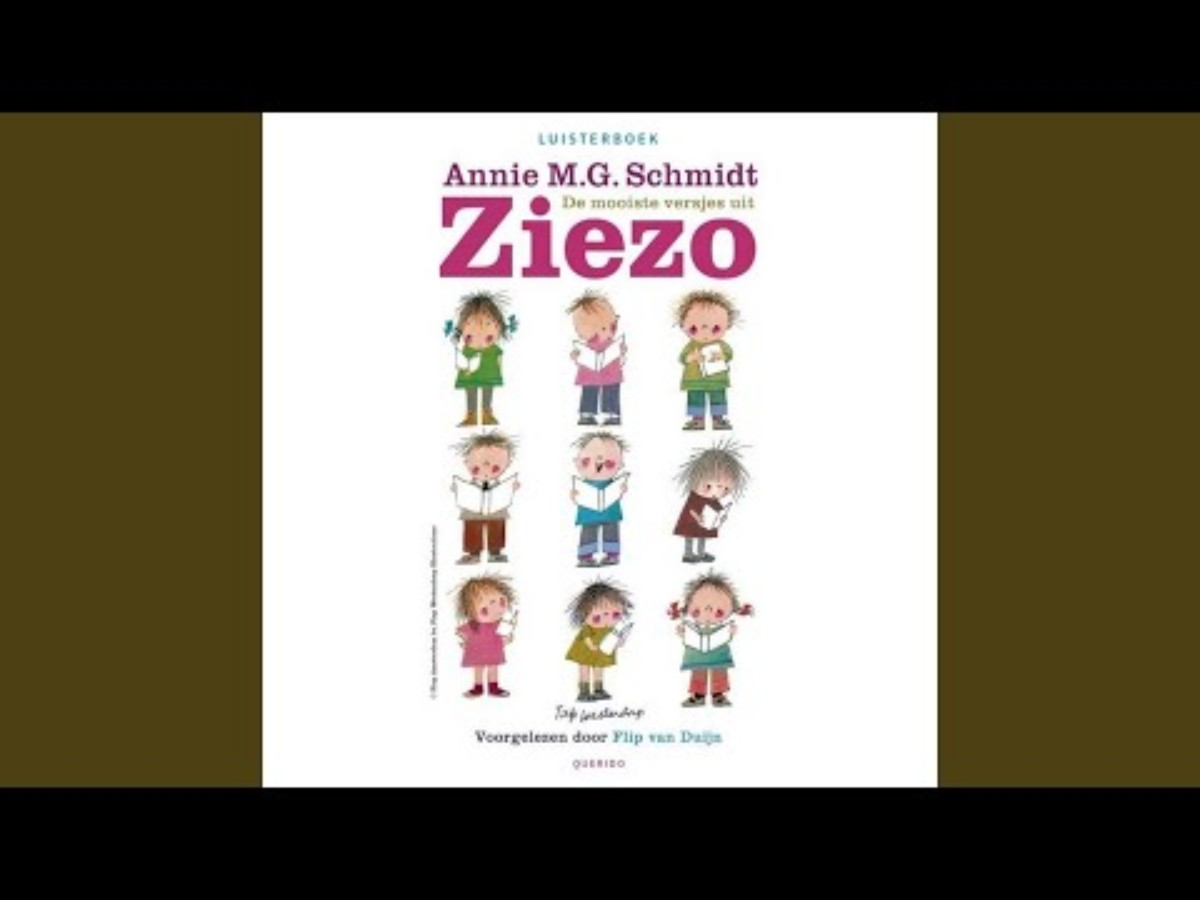 LUISTERBOEK
Annie M.G. Schmidt
De mooiste versjes uit
Ziezo
Voorgelezen door Flip van Duijn
QUERIDO